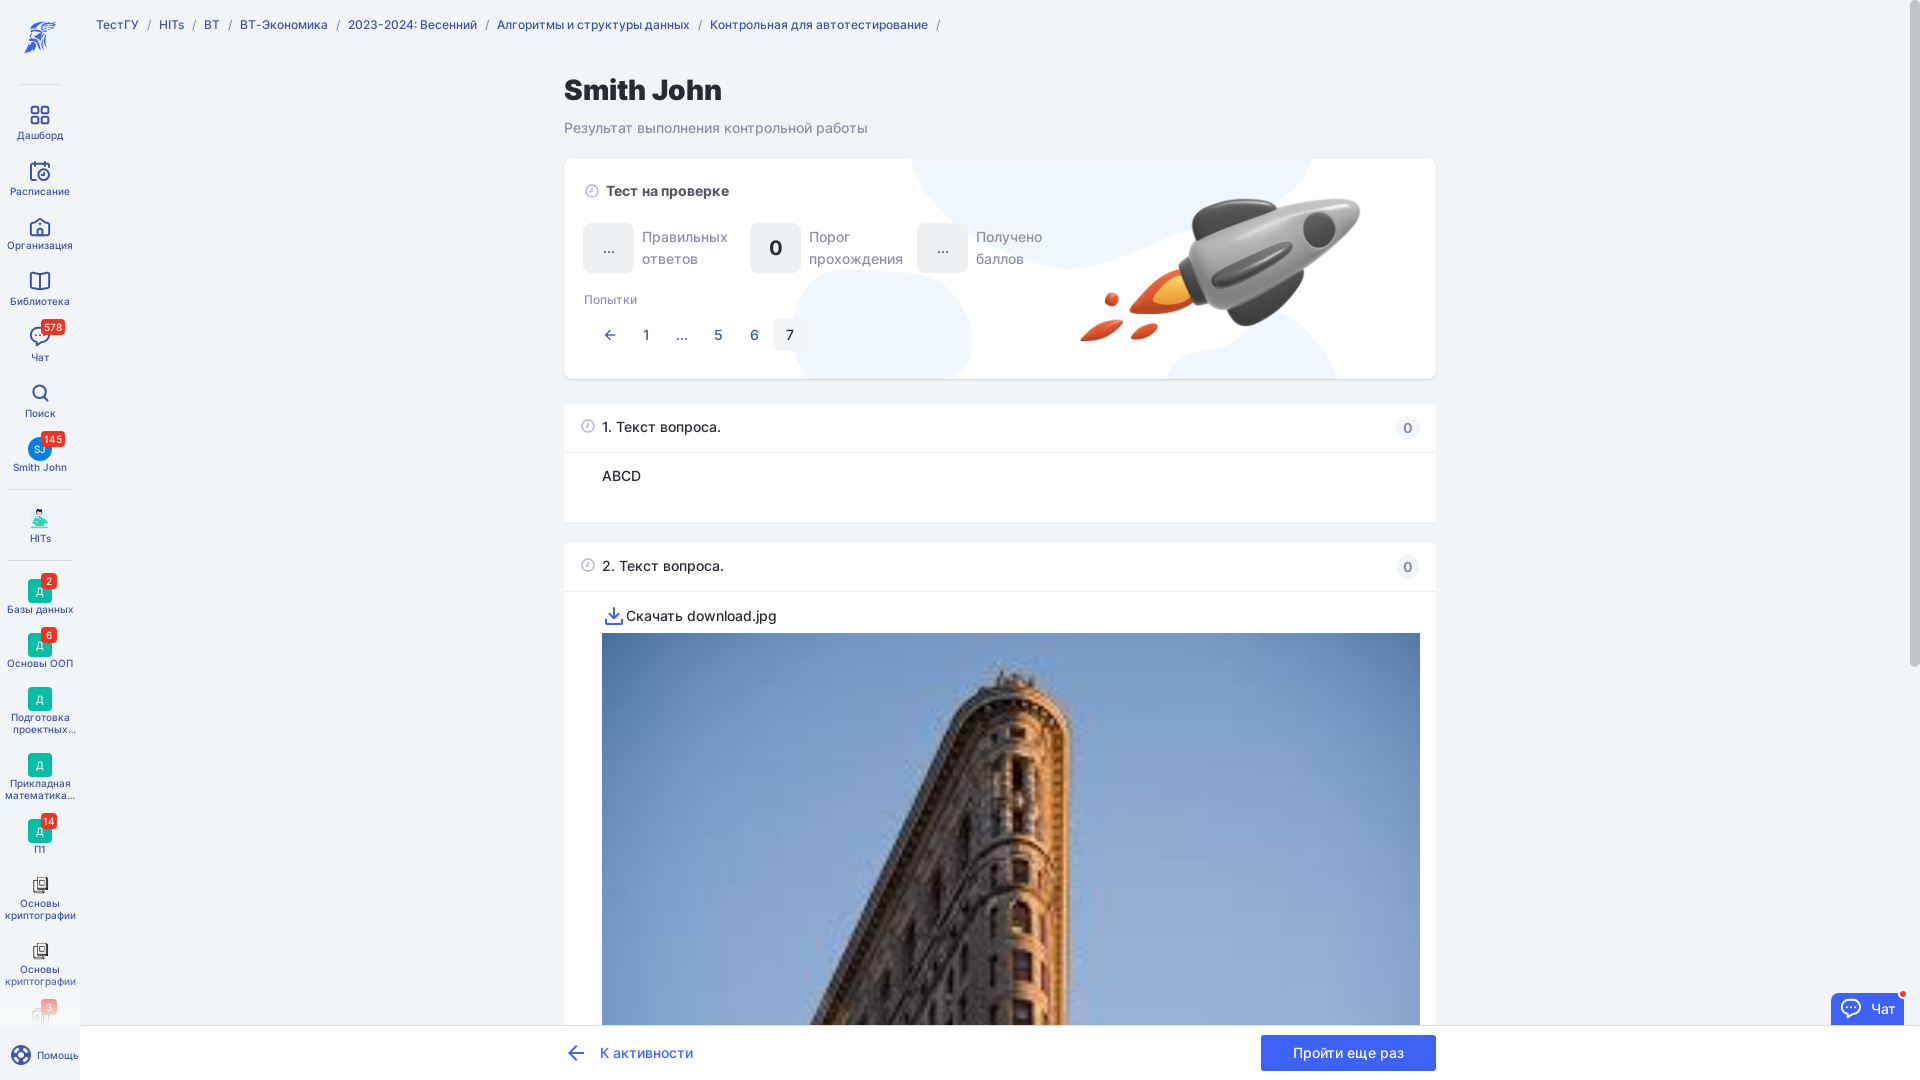 ТестГУ / HITs / ВТ / ВТ-Экономика / 2023-2024: Весенний / Алгоритмы и структуры данных / Контрольная для автотестирование /
Дашборд
Расписание
Организация
Библиотека
578
Чат
Поиск
SJ
145
Smith John
HITs
Д
2
Базы данных
Д
6
Основы ООП
Д
Подготовка
проектных...
Д
Прикладная
математика...
Д
14
П1
Основы
криптографии
Основы
криптографии
3
Помощь
Smith John
Результат выполнения контрольной работы
Тест на проверке
...
Правильных
ответов
0
Порог
прохождения
...
Получено
баллов
Попытки
1 ... 5 6 7
1. Текст вопроса.
0
ABCD
2. Текст вопроса.
0
Скачать download.jpg
К активности
Пройти еще раз
Чат